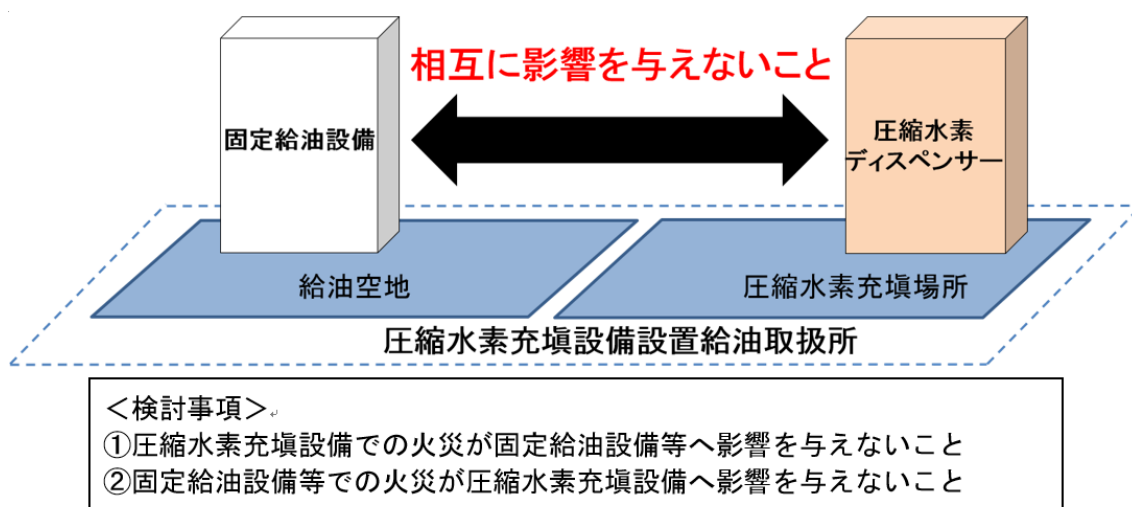 相互に影響を与えないこと
固定給油設備
圧縮水素
ディスペンサー
給油空地
圧縮水素充塡場所
圧縮水素充塡設備設置給油取扱所
＜検討事項＞
①圧縮水素充塡設備での火災が固定給油設備等へ影響を与えないこと
②固定給油設備等での火災が圧縮水素充塡設備へ影響を与えないこと